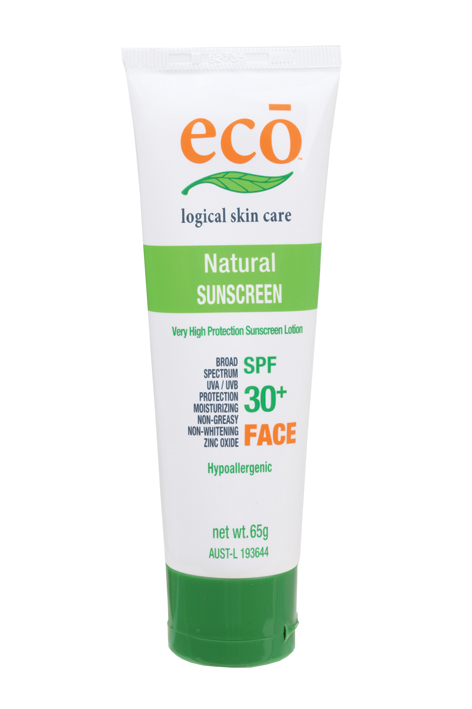 ecō
logical skin care
Natural
SUNSCREEN
Very High Protection Sunscreen Lotion
BROAD
SPECTRUM
UVA / UVB
PROTECTION
MOISTURIZING
NON-GREASY
NON-WHITENING
ZINC OXIDE
SPF
30+
FACE
Hypoallergenic
net wt.65g
AUST-L 193644